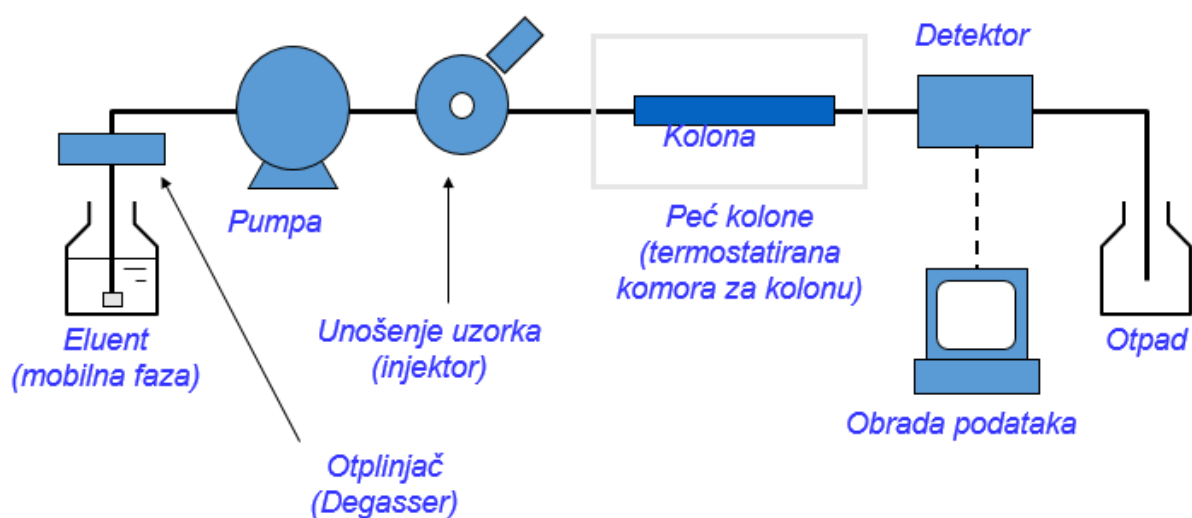 Detektor
Kolona
Pumpa
Peć kolone
(termostatirana
komora za kolonu)
Eluent
(mobilna faza)
Unošenje uzorka
(injektor)
Otpad
Obrada podataka
Otplinjač
(Degasser)